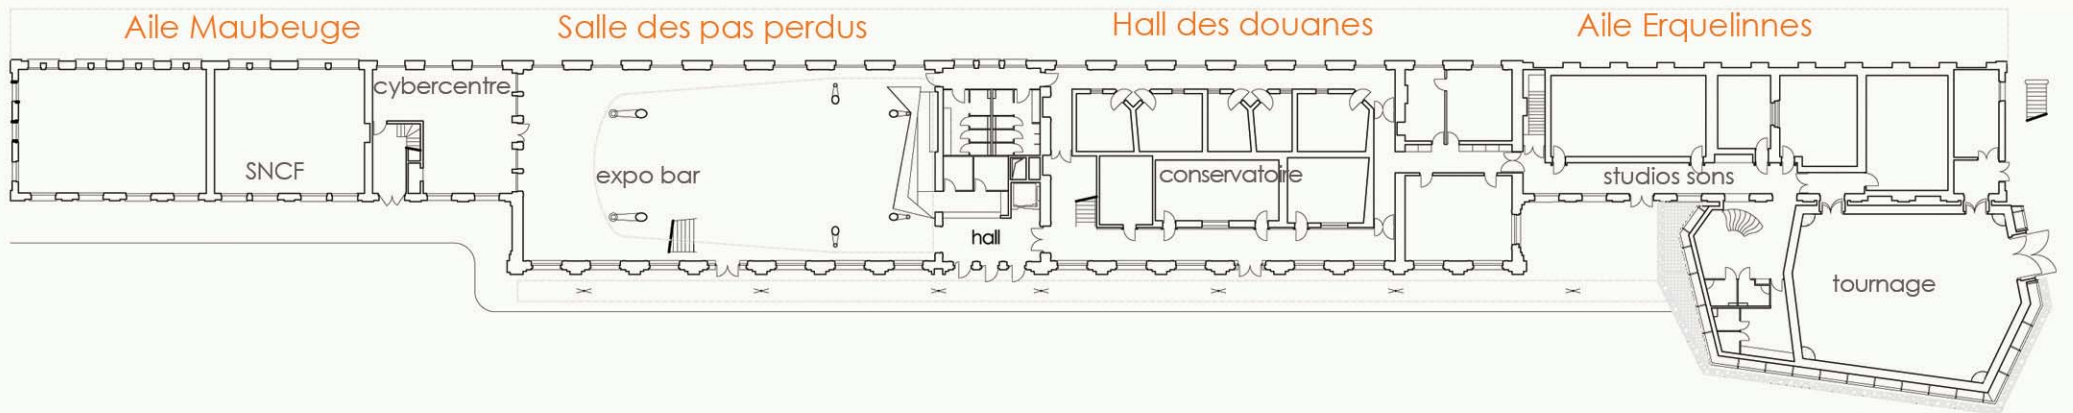 Aile Maubeuge
Salle des pas perdus
Hall des douanes
Aile Erquelinnes
cybercentre
SNCF
expo bar
conservatoire
studios sons
hall
tournage